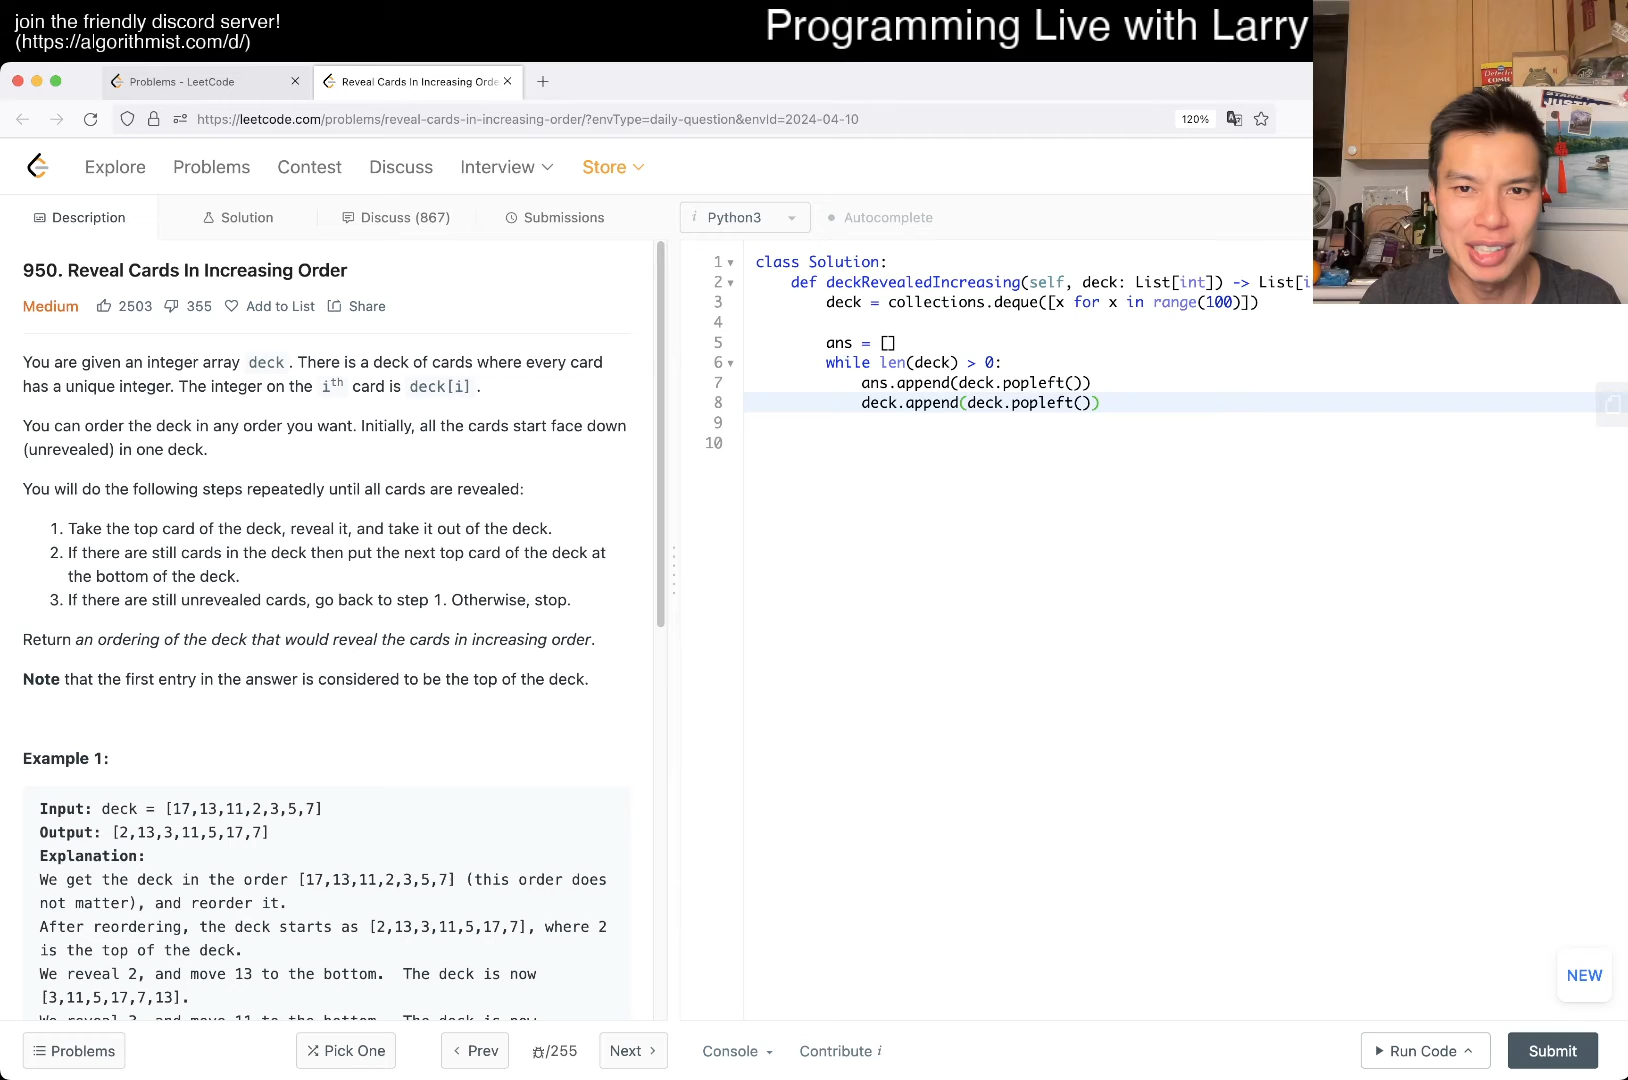 join the friendly discord server!
(https://algorithmist.com/d/)
Programming Live with Larry
Problems - LeetCode
Reveal Cards In Increasing Orde
https://leetcode.com/problems/reveal-cards-in-increasing-order/?envType=daily-question&envId=2024-04-10
120%
Explore
Problems
Contest
Discuss
Interview
Store
Description
Solution
Discuss (867)
Submissions
i Python3
Autocomplete
950. Reveal Cards In Increasing Order
Medium 2503 355 Add to List Share
You are given an integer array deck. There is a deck of cards where every card
has a unique integer. The integer on the ith card is deck[i].
You can order the deck in any order you want. Initially, all the cards start face down
(unrevealed) in one deck.
You will do the following steps repeatedly until all cards are revealed:
1. Take the top card of the deck, reveal it, and take it out of the deck.
2. If there are still cards in the deck then put the next top card of the deck at
the bottom of the deck.
3. If there are still unrevealed cards, go back to step 1. Otherwise, stop.
Return an ordering of the deck that would reveal the cards in increasing order.
Note that the first entry in the answer is considered to be the top of the deck.
Example 1:
Input: deck = [17,13,11,2,3,5,7]
Output: [2,13,3,11,5,17,7]
Explanation:
We get the deck in the order [17,13,11,2,3,5,7] (this order does
not matter), and reorder it.
After reordering, the deck starts as [2,13,3,11,5,17,7], where 2
is the top of the deck.
We reveal 2, and move 13 to the bottom.  The deck is now
[3,11,5,17,7,13].
We reveal 3, and move 11 to the bottom.  The deck is now
1 class Solution:
2     def deckRevealedIncreasing(self, deck: List[int]) -> List[i
3         deck = collections.deque([x for x in range(100)])
4
5         ans = []
6         while len(deck) > 0:
7             ans.append(deck.popleft())
8             deck.append(deck.popleft())
9
10
NEW
Problems
Pick One
Prev
/255
Next
Console
Contribute i
Run Code
Submit